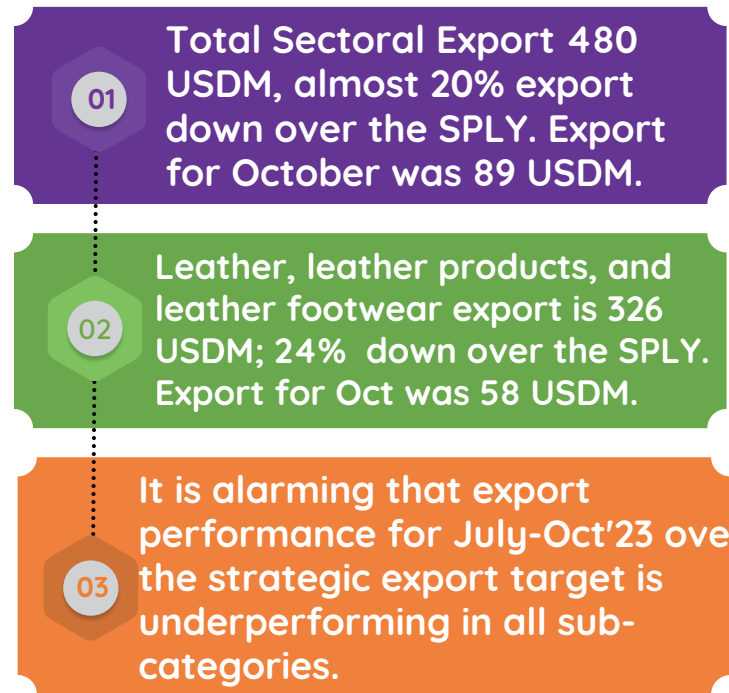 01
Total Sectoral Export 480
USDM, almost 20% export
down over the SPLY. Export
for October was 89 USDM.
02
Leather, leather products, and
leather footwear export is 326
USDM; 24% down over the SPLY.
Export for Oct was 58 USDM.
03
It is alarming that export
performance for July-Oct'23 ove
the strategic export target is
underperforming in all sub-
categories.